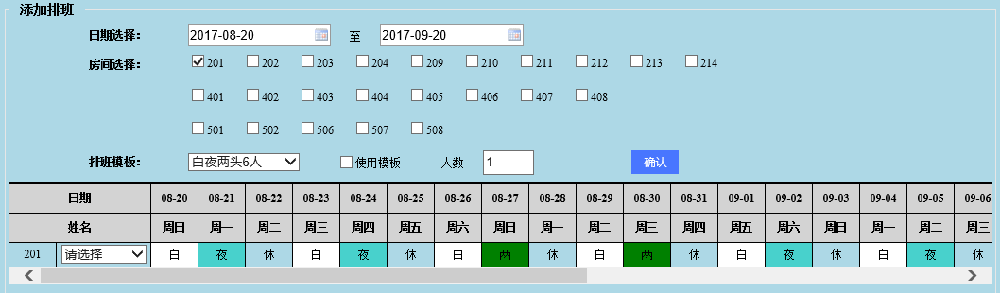 添加排班
日期选择： 2017-08-20 至 2017-09-20
房间选择： 201 202 203 204 209 210 211 212 213 214
401 402 403 404 405 406 407 408
501 502 506 507 508
排班模板： 白夜两头6人 使用模板 人数 1 确认
日期 08-20 08-21 08-22 08-23 08-24 08-25 08-26 08-27 08-28 08-29 08-30 08-31 09-01 09-02 09-03 09-04 09-05 09-06
姓名 周日 周一 周二 周三 周四 周五 周六 周日 周一 周二 周三 周四 周五 周六 周日 周一 周二 周三
201 请选择 白 夜 休 白 夜 休 白 两 休 白 两 休 白 夜 休 白 夜 休